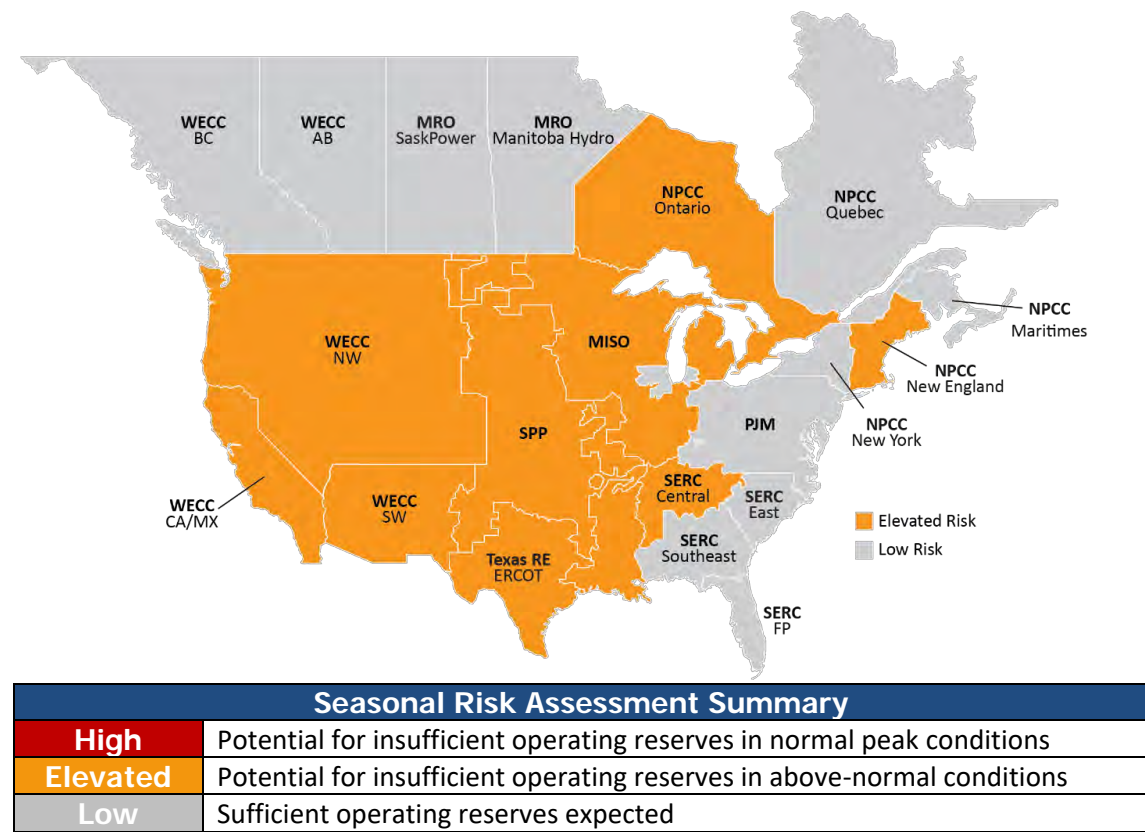 WECC
BC
WECC
AB
MRO
SaskPower
MRO
Manitoba Hydro
NPCC
Ontario
NPCC
Quebec
NPCC
Maritimes
WECC
NW
MISO
NPCC
New England
SPP
PJM
NPCC
New York
WECC
CA/MX
WECC
SW
SERC
Central
SERC
East
SERC
Southeast
Texas RE
ERCOT
SERC
FP
Elevated Risk
Low Risk
Seasonal Risk Assessment Summary
High Potential for insufficient operating reserves in normal peak conditions
Elevated Potential for insufficient operating reserves in above-normal conditions
Low Sufficient operating reserves expected